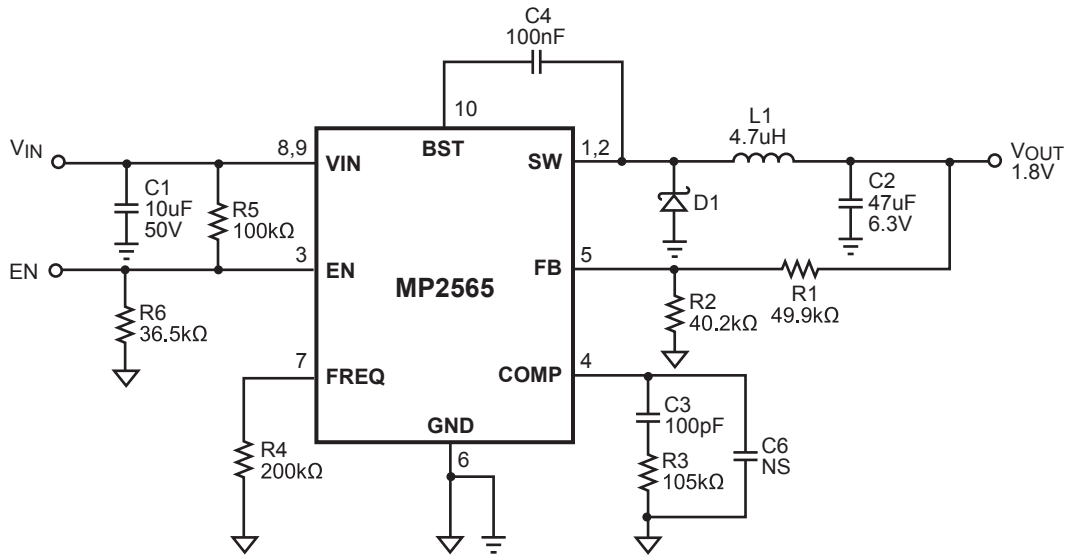 C4
100nF
10
L1
4.7uH
VIN
8,9
VIN
BST
SW
1,2
VOUT
1.8V
C1
10uF
50V
R5
100kΩ
D1
C2
47uF
6.3V
EN
3
EN
MP2565
FB
5
R6
36.5kΩ
R2
40.2kΩ
R1
49.9kΩ
7
FREQ
COMP
4
GND
6
R4
200kΩ
C3
100pF
R3
105kΩ
C6
NS